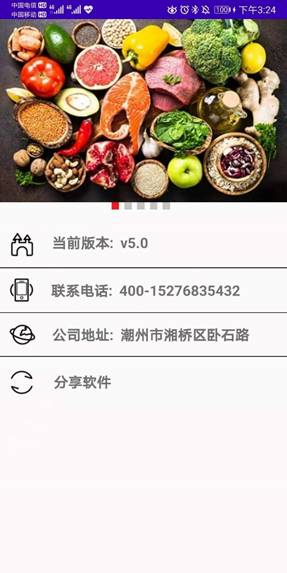 中国电信 HD
中国移动 HD
4G
4G
100
下午3:24
当前版本: v5.0
联系电话: 400-15276835432
公司地址: 潮州市湘桥区卧石路
分享软件